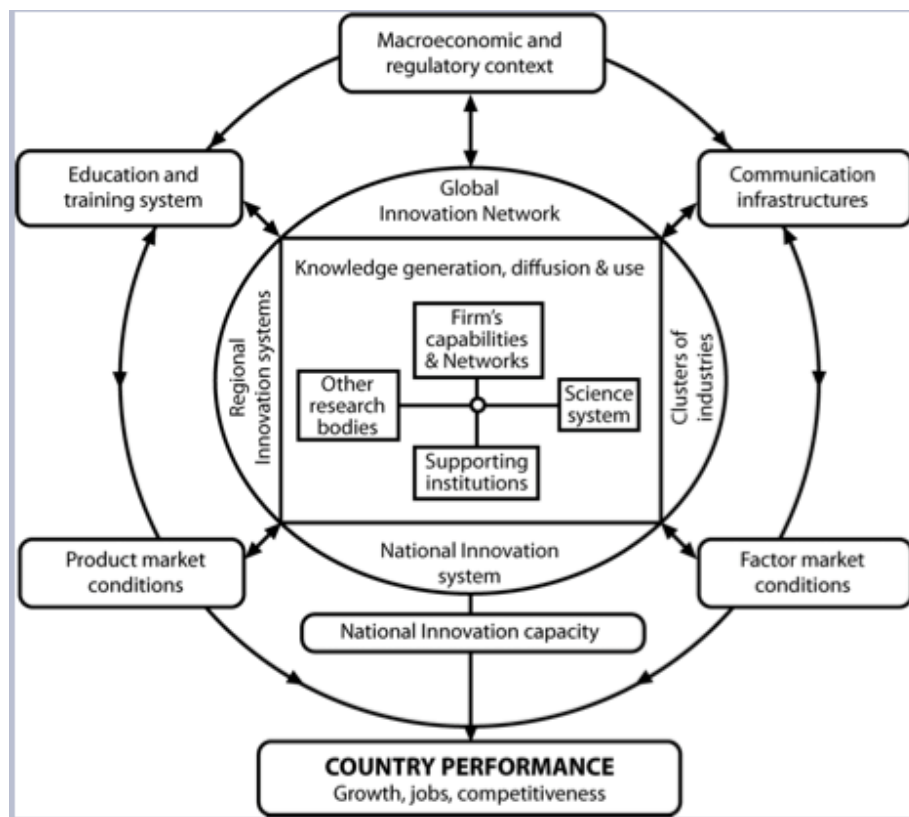 Macroeconomic and
regulatory context
Education and
training system
Communication
infrastructures
Global
Innovation Network
Knowledge generation, diffusion & use
Regional
Innovation systems
Firm's
capabilities
& Networks
Other
research
bodies
Science
system
Supporting
institutions
Clusters of
industries
Product market
conditions
National Innovation
system
Factor market
conditions
National Innovation capacity
COUNTRY PERFORMANCE
Growth, jobs, competitiveness